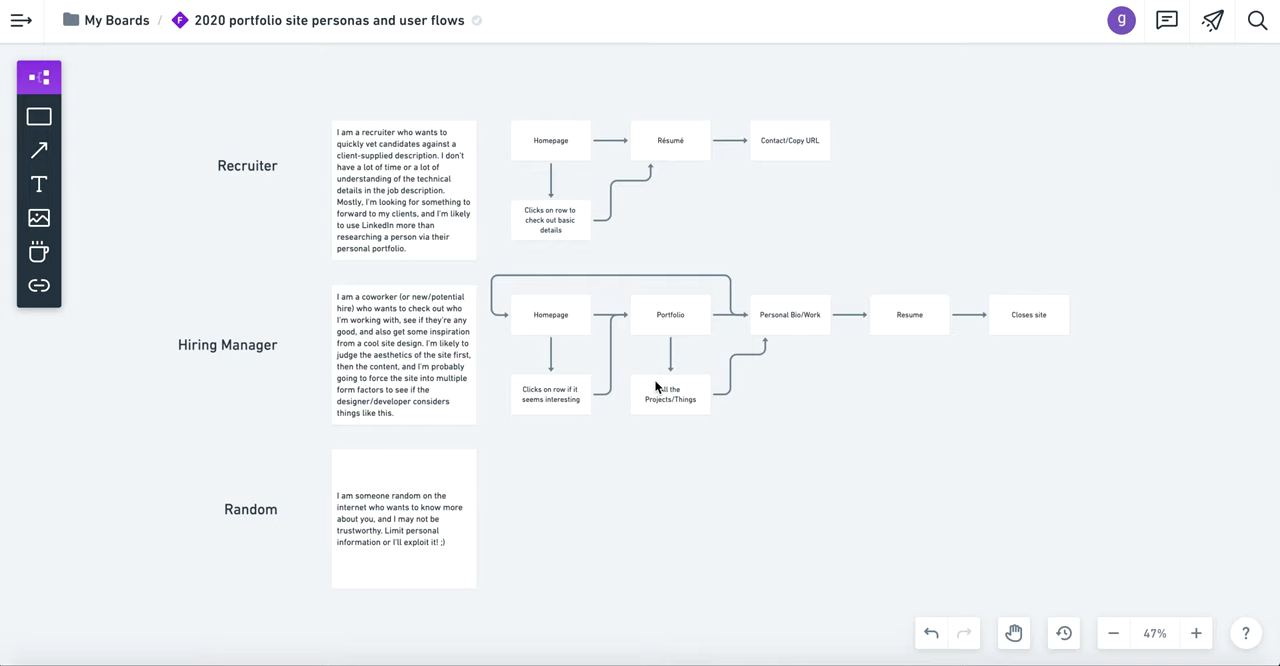 My Boards / 2020 portfolio site personas and user flows
g
T
Recruiter
I am a recruiter who wants to
quickly vet candidates against a
client-supplied description. I don't
have a lot of time or a lot of
understanding of the technical
details in the job description.
Mostly, I'm looking for something to
forward to my clients, and I'm likely
to use LinkedIn more than
researching a person via their
personal portfolio.
Homepage
Résumé
Contact/Copy URL
Clicks on row to
check out basic
details
Hiring Manager
I am a coworker (or new/potential
hire) who wants to check out who
I'm working with, see if they're any
good, and also get some inspiration
from a cool site design. I'm likely to
judge the aesthetics of the site first,
then the content, and I'm probably
going to force the site into multiple
form factors to see if the
designer/developer considers
things like this.
Homepage
Portfolio
Personal Bio/Work
Resume
Closes site
Clicks on row if it
seems interesting
the
Projects/Things
Random
I am someone random on the
internet who wants to know more
about you, and I may not be
trustworthy. Limit personal
information or I'll exploit it! ;)
47%
?